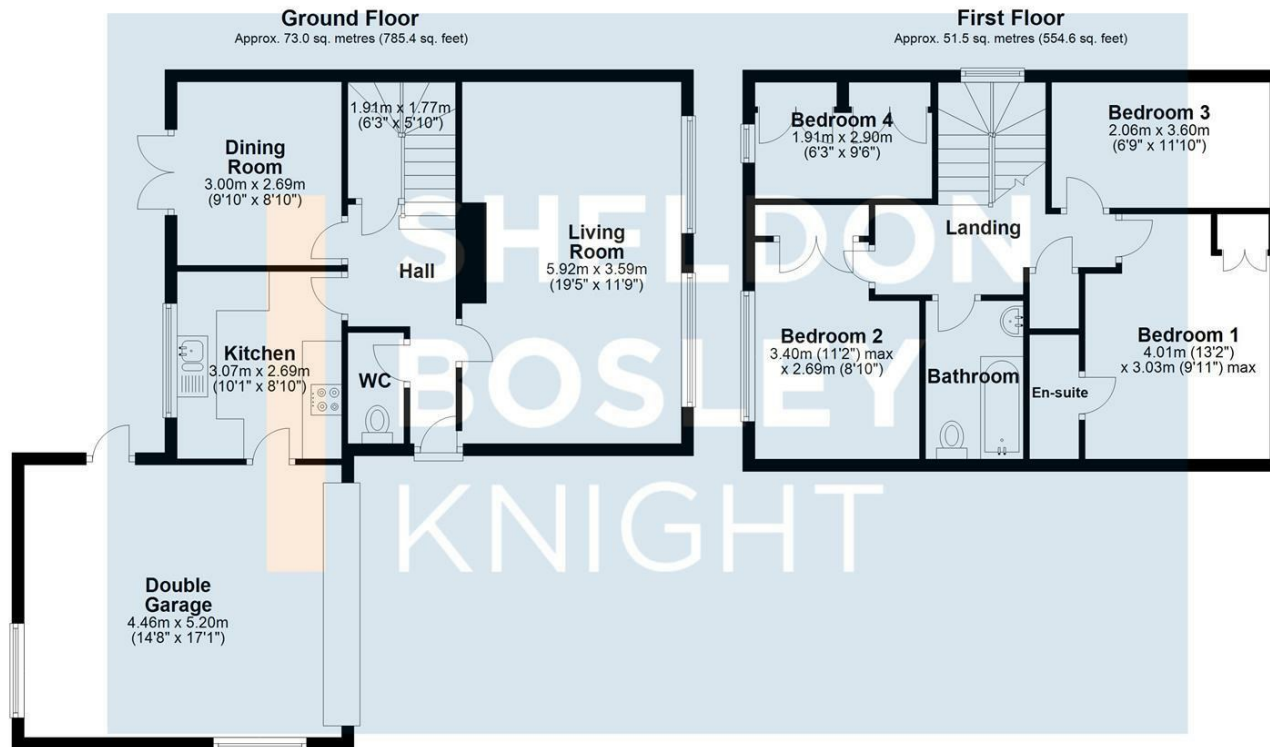 Ground Floor
Approx. 73.0 sq. metres (785.4 sq. feet)
First Floor
Approx. 51.5 sq. metres (554.6 sq. feet)
Dining
Room
3.00m x 2.69m
(9'10" x 8'10")
1.91m x 1.77m
(6'3" x 5'10")
Hall
Living
Room
5.92m x 3.59m
(19'5" x 11'9")
Kitchen
3.07m x 2.69m
(10'1" x 8'10")
WC
Double
Garage
4.46m x 5.20m
(14'8" x 17'1")
Bedroom 4
1.91m x 2.90m
(6'3" x 9'6")
Bedroom 3
2.06m x 3.60m
(6'9" x 11'10")
Landing
Bedroom 2
3.40m (11'2") max
x 2.69m (8'10")
Bathroom
En-suite
Bedroom 1
4.01m (13'2")
x 3.03m (9'11") max
SHELDON
BOSLEY
KNIGHT